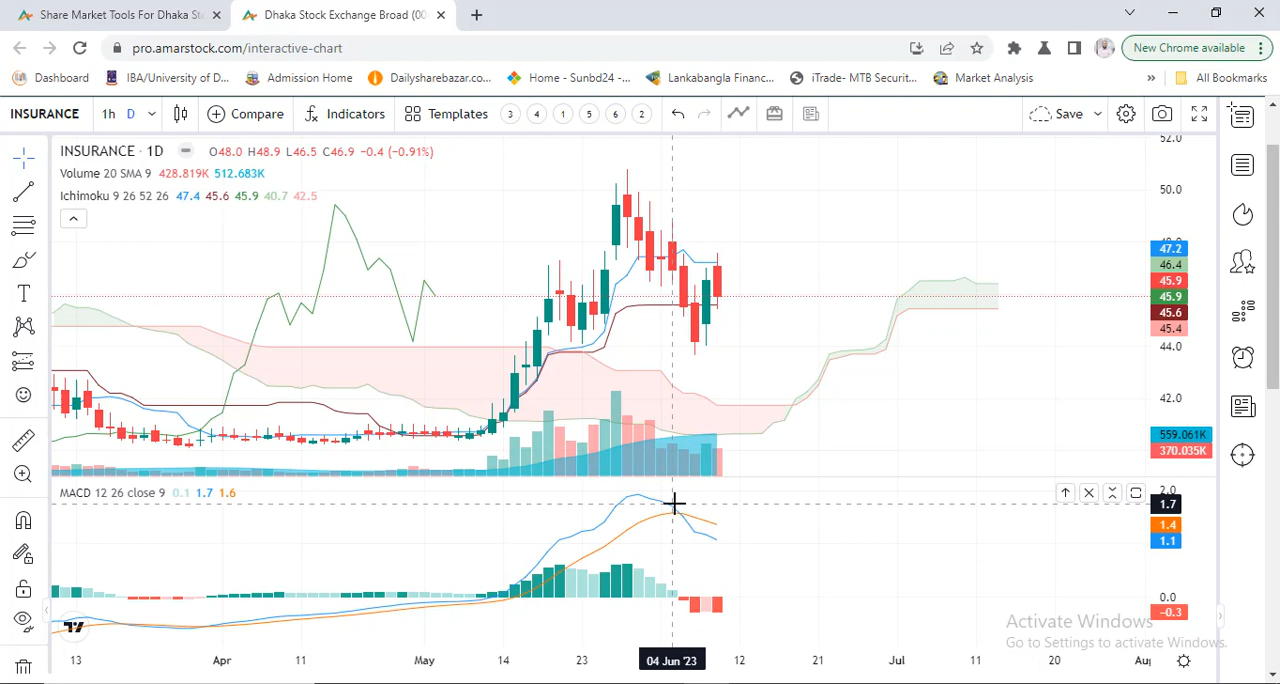 Share Market Tools For Dhaka St
Dhaka Stock Exchange Broad (00
pro.amarstock.com/interactive-chart
New Chrome available
Dashboard
IBA/University of D...
Admission Home
Dailysharebazar.co...
Home - Sunbd24 -...
Lankabangla Financ...
iTrade- MTB Securit...
Market Analysis
»
All Bookmarks
INSURANCE
1h
D
Compare
Indicators
Templates
3
4
1
5
6
2
Save
INSURANCE · 1D
O48.0 H48.9 L46.5 C46.9 -0.4 (-0.91%)
Volume 20 SMA 9 428.819K 512.683K
Ichimoku 9 26 52 26 47.4 45.6 45.9 40.7 42.5
52.0
50.0
47.2
46.4
45.9
45.9
45.6
45.4
44.0
42.0
559.061K
370.035K
MACD 12 26 close 9 0.1 1.7 1.6
2.0
1.7
1.4
1.1
0.0
−0.3
Activate Windows
Go to Settings to activate Windows.
13
Apr
11
May
14
23
04 Jun '23
12
21
Jul
11
20
Au